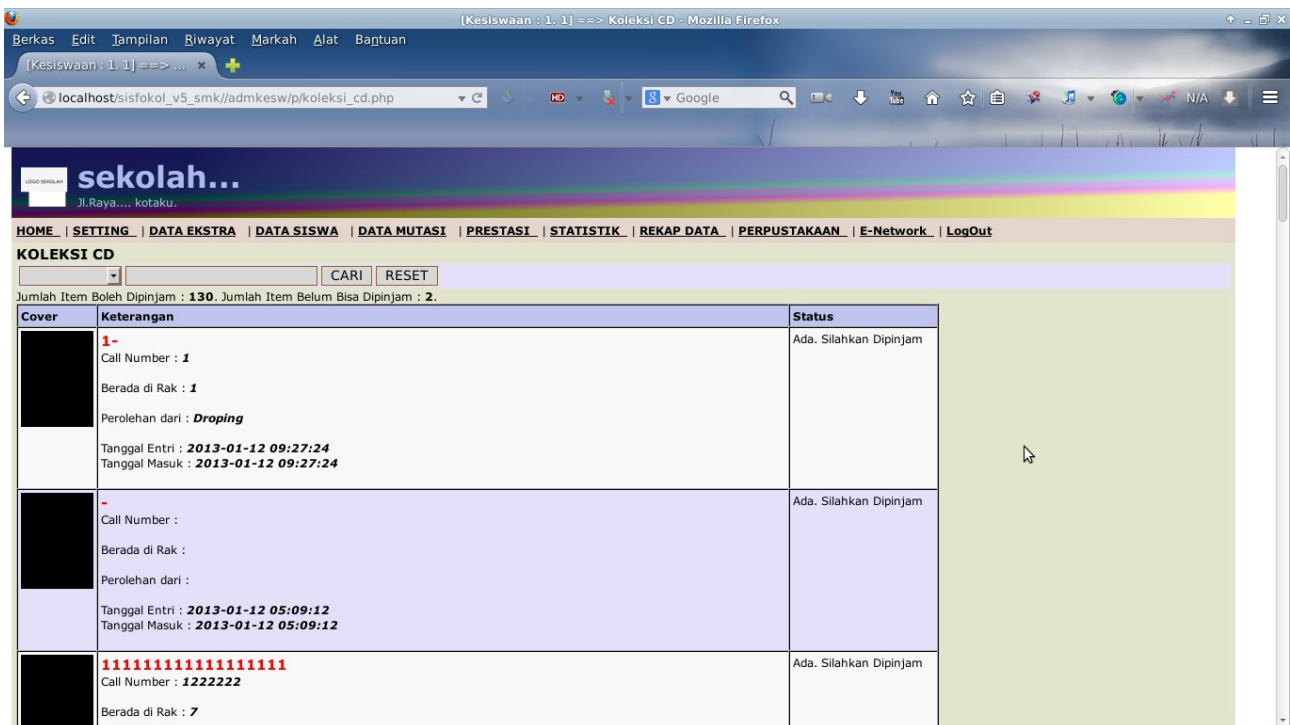 [Kesiswaan : 1. 1] ==> Koleksi CD - Mozilla Firefox
Berkas Edit Tampilan Riwayat Markah Alat Bantuan
[Kesiswaan : 1. 1] ==> ...
localhost/sisfokol_v5_smk//admkesw/p/koleksi_cd.php HD 8 Google You Tube N/A
LOGO SEKOLAH
sekolah...
Jl.Raya.... kotaku.
HOME | SETTING | DATA EKSTRA | DATA SISWA | DATA MUTASI | PRESTASI | STATISTIK | REKAP DATA | PERPUSTAKAAN | E-Network | LogOut
KOLEKSI CD
CARI RESET
Jumlah Item Boleh Dipinjam : 130. Jumlah Item Belum Bisa Dipinjam : 2.
Cover Keterangan Status
1- Ada. Silahkan Dipinjam
Call Number : 1
Berada di Rak : 1
Perolehan dari : Droping
Tanggal Entri : 2013-01-12 09:27:24
Tanggal Masuk : 2013-01-12 09:27:24
- Ada. Silahkan Dipinjam
Call Number :
Berada di Rak :
Perolehan dari :
Tanggal Entri : 2013-01-12 05:09:12
Tanggal Masuk : 2013-01-12 05:09:12
11111111111111111 Ada. Silahkan Dipinjam
Call Number : 1222222
Berada di Rak : 7